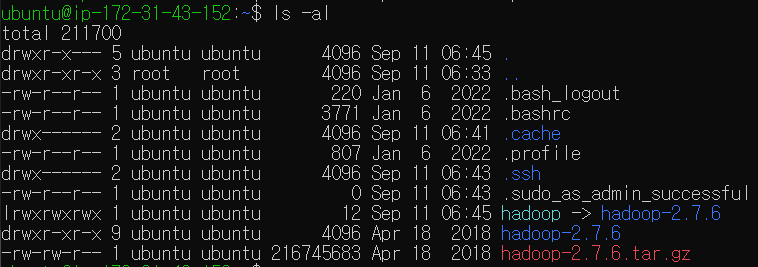 ubuntu@ip-172-31-43-152:~$ ls -al
total 211700
drwxr-x--- 5 ubuntu ubuntu      4096 Sep 11 06:45 .
drwxr-xr-x 3 root   root        4096 Sep 11 06:33 ..
-rw-r--r-- 1 ubuntu ubuntu       220 Jan  6  2022 .bash_logout
-rw-r--r-- 1 ubuntu ubuntu      3771 Jan  6  2022 .bashrc
drwx------ 2 ubuntu ubuntu      4096 Sep 11 06:41 .cache
-rw-r--r-- 1 ubuntu ubuntu       807 Jan  6  2022 .profile
drwx------ 2 ubuntu ubuntu      4096 Sep 11 06:43 .ssh
-rw-r--r-- 1 ubuntu ubuntu         0 Sep 11 06:43 .sudo_as_admin_successful
lrwxrwxrwx 1 ubuntu ubuntu        12 Sep 11 06:45 hadoop -> hadoop-2.7.6
drwxr-xr-x 9 ubuntu ubuntu      4096 Apr 18  2018 hadoop-2.7.6
-rw-rw-r-- 1 ubuntu ubuntu 216745683 Apr 18  2018 hadoop-2.7.6.tar.gz